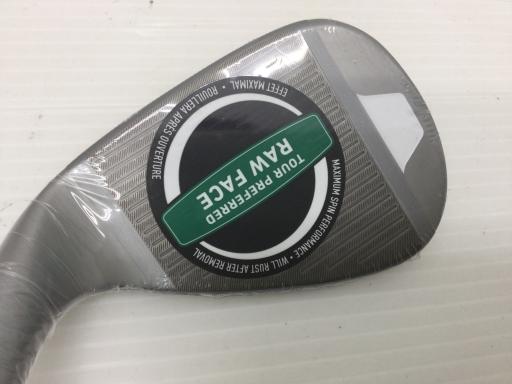 TOUR PREFERRED
RAW FACE
MAXIMUM SPIN PERFORMANCE • WILL RUST AFTER REMOVAL
EFFET MAXIMAL • ROUILLERA APRÈS OUVERTURE